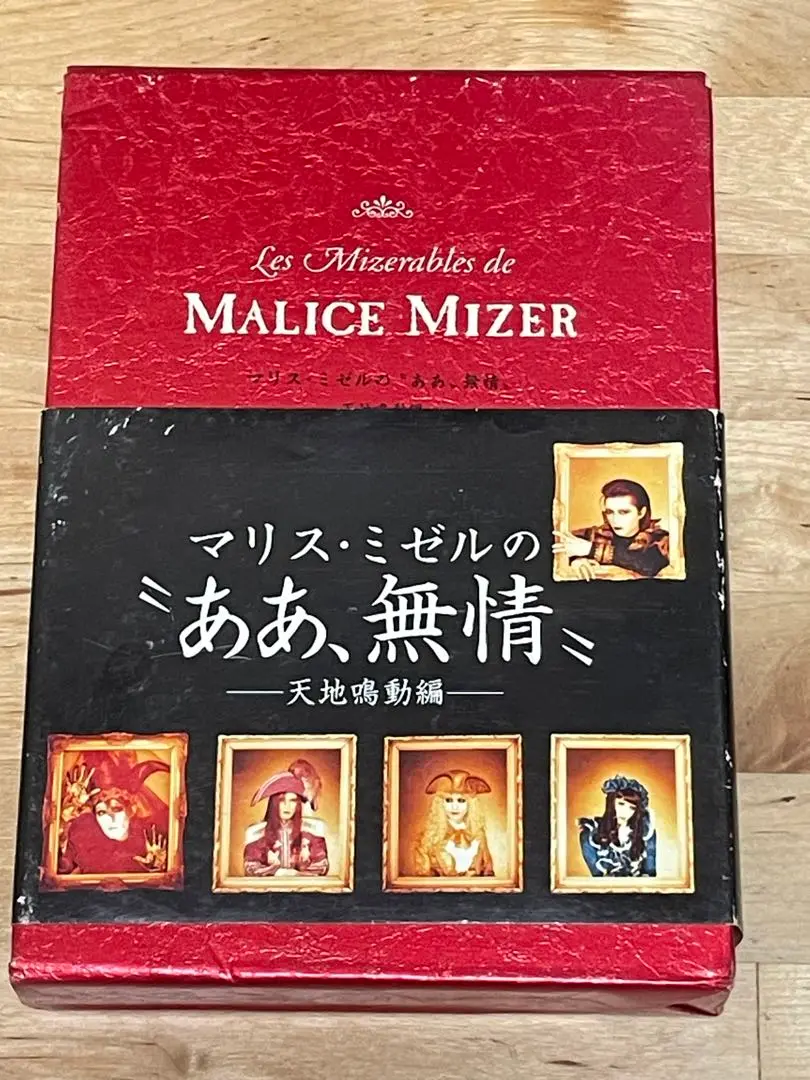 Les Mizerables de
MALICE MIZER
マリス・ミゼルの〝ああ、無情〟
マリス・ミゼルの
〝ああ、無情〟
天地鳴動編